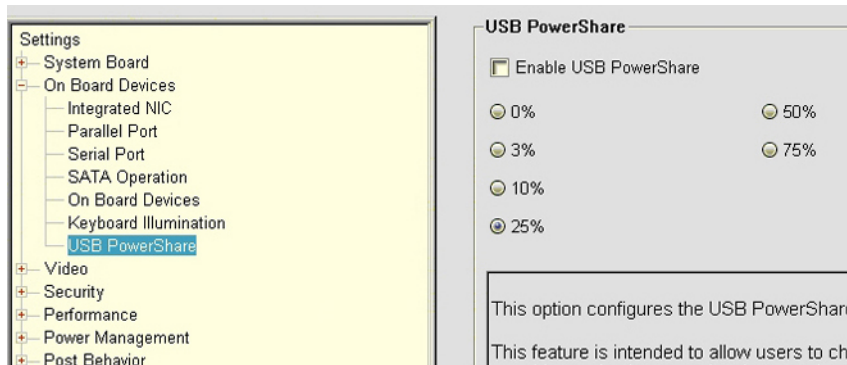 Settings
System Board
On Board Devices
Integrated NIC
Parallel Port
Serial Port
SATA Operation
On Board Devices
Keyboard Illumination
USB PowerShare
Video
Security
Performance
Power Management
Post Behavior
USB PowerShare
Enable USB PowerShare
0%
50%
3%
75%
10%
25%
This option configures the USB PowerShar
This feature is intended to allow users to ch